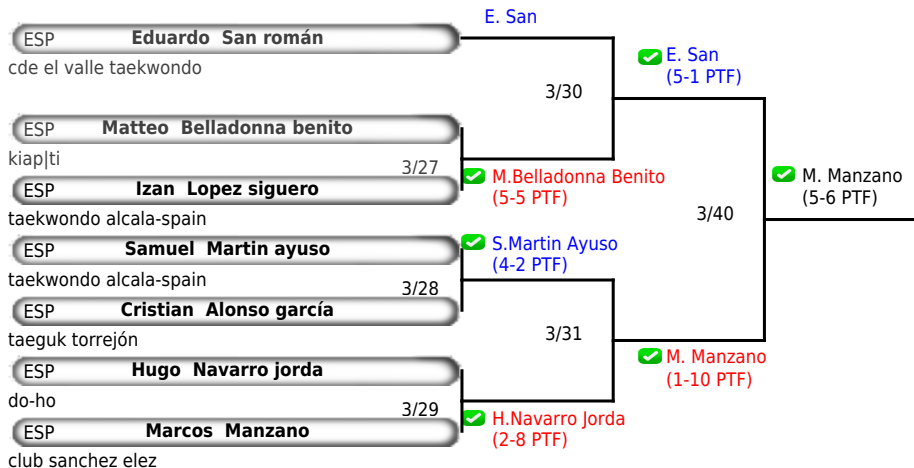 E. San
ESP Eduardo San román
cde el valle taekwondo
E. San
(5-1 PTF)
3/30
ESP Matteo Belladonna benito
kiap|ti
3/27
M.Belladonna Benito
(5-5 PTF)
ESP Izan Lopez siguero
taekwondo alcala-spain
M. Manzano
(5-6 PTF)
3/40
ESP Samuel Martin ayuso
taekwondo alcala-spain
S.Martin Ayuso
(4-2 PTF)
3/28
ESP Cristian Alonso garcía
taeguk torrejón
3/31
ESP Hugo Navarro jorda
do-ho
M. Manzano
(1-10 PTF)
3/29
H.Navarro Jorda
(2-8 PTF)
ESP Marcos Manzano
club sanchez elez